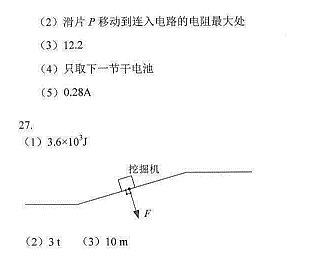 （2）滑片 P 移动到连入电路的电阻最大处
（3）12.2
（4）只取下一节干电池
（5）0.28A
27.
（1）3.6×10³J
挖掘机
F
（2）3 t （3）10 m